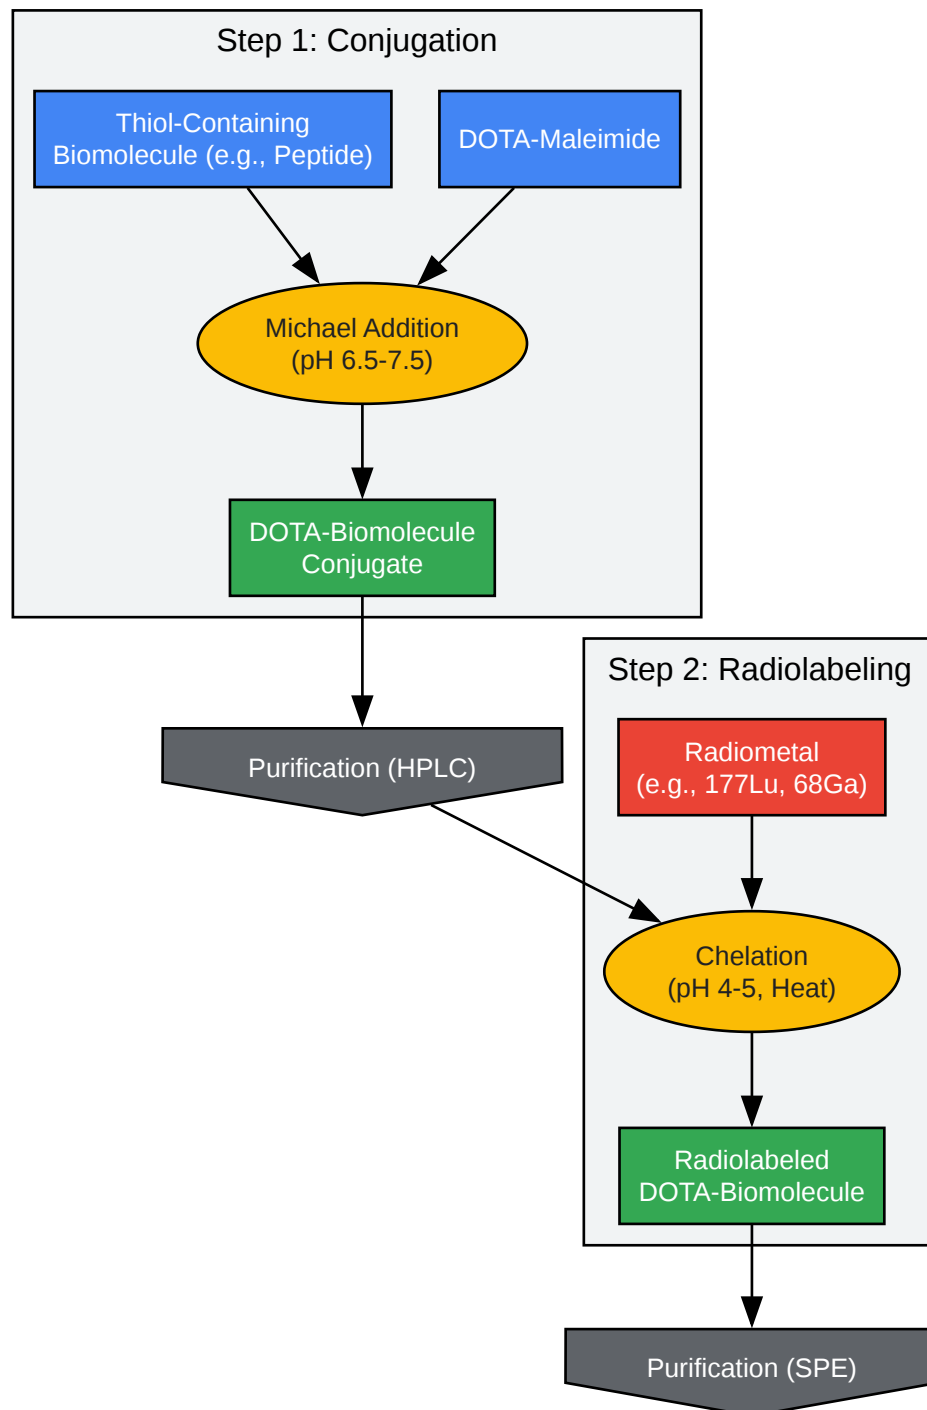 Step 1: Conjugation
Thiol-Containing
Biomolecule (e.g., Peptide)
DOTA-Maleimide
Michael Addition
(pH 6.5-7.5)
DOTA-Biomolecule
Conjugate
Purification (HPLC)
Step 2: Radiolabeling
Radiometal
(e.g., 177Lu, 68Ga)
Chelation
(pH 4-5, Heat)
Radiolabeled
DOTA-Biomolecule
Purification (SPE)